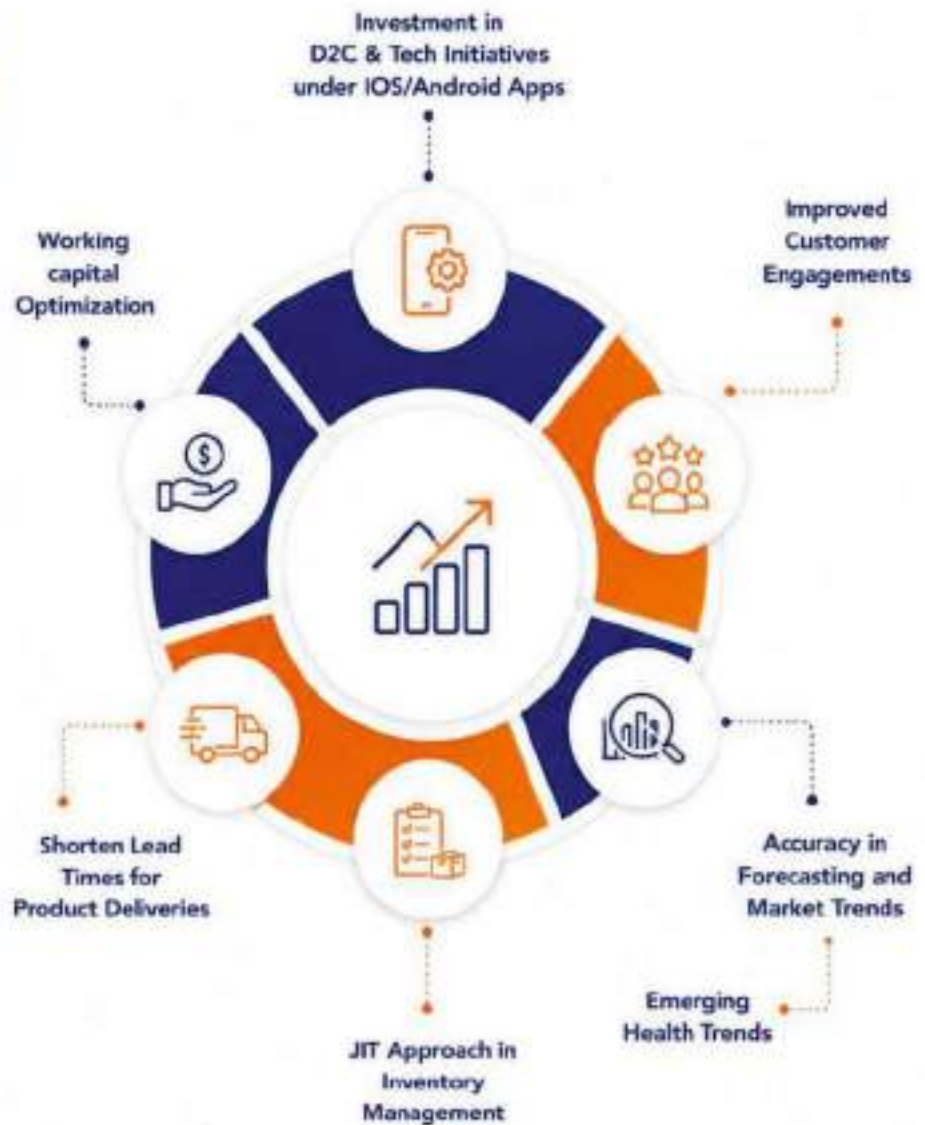 Investment in
D2C & Tech Initiatives
under IOS/Android Apps
Improved
Customer
Engagements
Working
capital
Optimization
$
Shorten Lead
Times for
Product Deliveries
Accuracy in
Forecasting and
Market Trends
Emerging
Health Trends
JIT Approach in
Inventory
Management